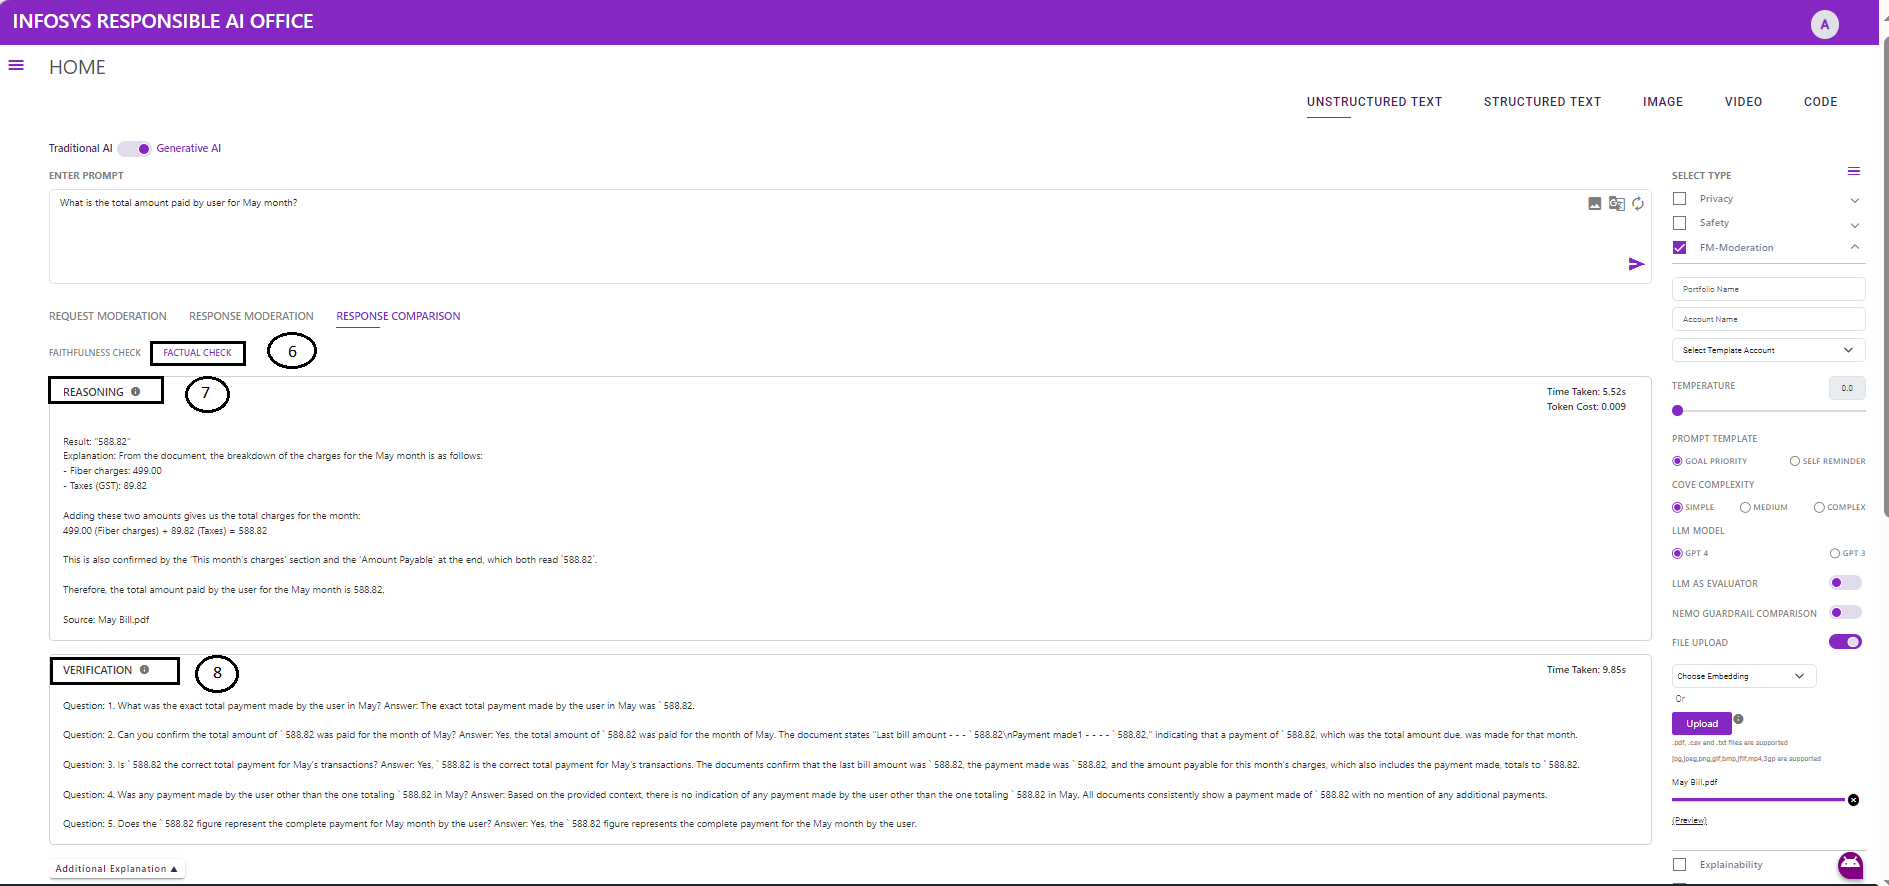 INFOSYS RESPONSIBLE AI OFFICE
A
HOME
UNSTRUCTURED TEXT
STRUCTURED TEXT
IMAGE
VIDEO
CODE
Traditional AI
Generative AI
ENTER PROMPT
What is the total amount paid by user for May month?
REQUEST MODERATION
RESPONSE MODERATION
RESPONSE COMPARISON
FAITHFULNESS CHECK
FACTUAL CHECK
6
REASONING
7
Time Taken: 5.52s
Token Cost: 0.009
Result: "588.82"
Explanation: From the document, the breakdown of the charges for the May month is as follows:
- Fiber charges: 499.00
- Taxes (GST): 89.82
Adding these two amounts gives us the total charges for the month:
499.00 (Fiber charges) + 89.82 (Taxes) = 588.82
This is also confirmed by the 'This month's charges' section and the 'Amount Payable' at the end, which both read `588.82`.
Therefore, the total amount paid by the user for the May month is 588.82.
Source: May Bill.pdf
VERIFICATION
8
Time Taken: 9.85s
Question: 1. What was the exact total payment made by the user in May? Answer: The exact total payment made by the user in May was ` 588.82.
Question: 2. Can you confirm the total amount of ` 588.82 was paid for the month of May? Answer: Yes, the total amount of ` 588.82 was paid for the month of May. The document states "Last bill amount - - - ` 588.82\nPayment made1 - - - - ` 588.82," indicating that a payment of ` 588.82, which was the total amount due, was made for that month.
Question: 3. Is ` 588.82 the correct total payment for May's transactions? Answer: Yes, ` 588.82 is the correct total payment for May's transactions. The documents confirm that the last bill amount was ` 588.82, the payment made was ` 588.82, and the amount payable for this month's charges, which also includes the payment made, totals to ` 588.82.
Question: 4. Was any payment made by the user other than the one totaling ` 588.82 in May? Answer: Based on the provided context, there is no indication of any payment made by the user other than the one totaling ` 588.82 in May. All documents consistently show a payment made of ` 588.82 with no mention of any additional payments.
Question: 5. Does the ` 588.82 figure represent the complete payment for May month by the user? Answer: Yes, the ` 588.82 figure represents the complete payment for the May month by the user.
Additional Explanation ▲
SELECT TYPE
Privacy
Safety
FM-Moderation
Portfolio Name
Account Name
Select Template Account
TEMPERATURE
0.0
PROMPT TEMPLATE
GOAL PRIORITY
SELF REMINDER
COVE COMPLEXITY
SIMPLE
MEDIUM
COMPLEX
LLM MODEL
GPT 4
GPT 3
LLM AS EVALUATOR
NEMO GUARDRAIL COMPARISON
FILE UPLOAD
Choose Embedding
Or
Upload
.pdf, .csv and .txt files are supported
jpg,jpeg,png,gif,bmp,jfif,mp4,3gp are supported
May Bill.pdf
(Preview)
Explainability